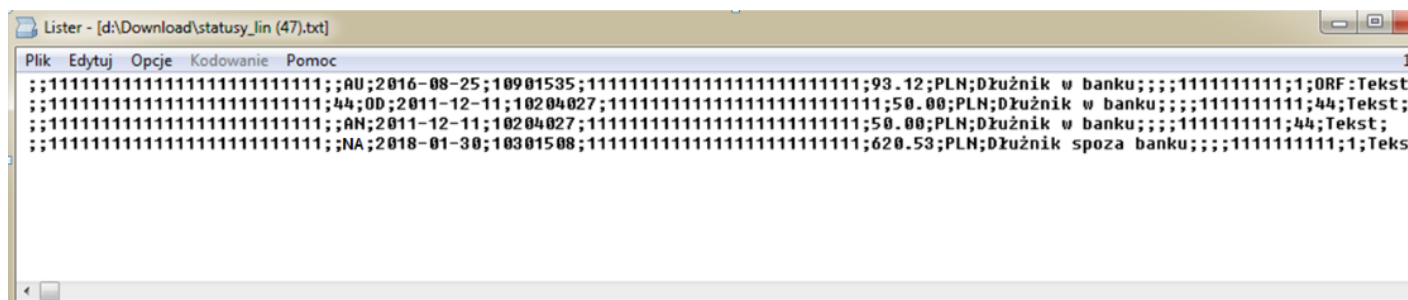 Lister - [d:\Download\statusy_lin (47).txt]
Plik Edytuj Opcje Kodowanie Pomoc
;;11111111111111111111111111;;AU;2016-08-25;10901535;11111111111111111111111111;93.12;PLN;Dłużnik w banku;;;;1111111111;1;ORF:Tekst
;;11111111111111111111111111;44;OD;2011-12-11;10204027;11111111111111111111111111;50.00;PLN;Dłużnik w banku;;;;1111111111;44;Tekst;
;;11111111111111111111111111;;AN;2011-12-11;10204027;11111111111111111111111111;50.00;PLN;Dłużnik w banku;;;;1111111111;44;Tekst;
;;11111111111111111111111111;;NA;2018-01-30;10301508;11111111111111111111111111;620.53;PLN;Dłużnik spoza banku;;;;1111111111;1;Teks